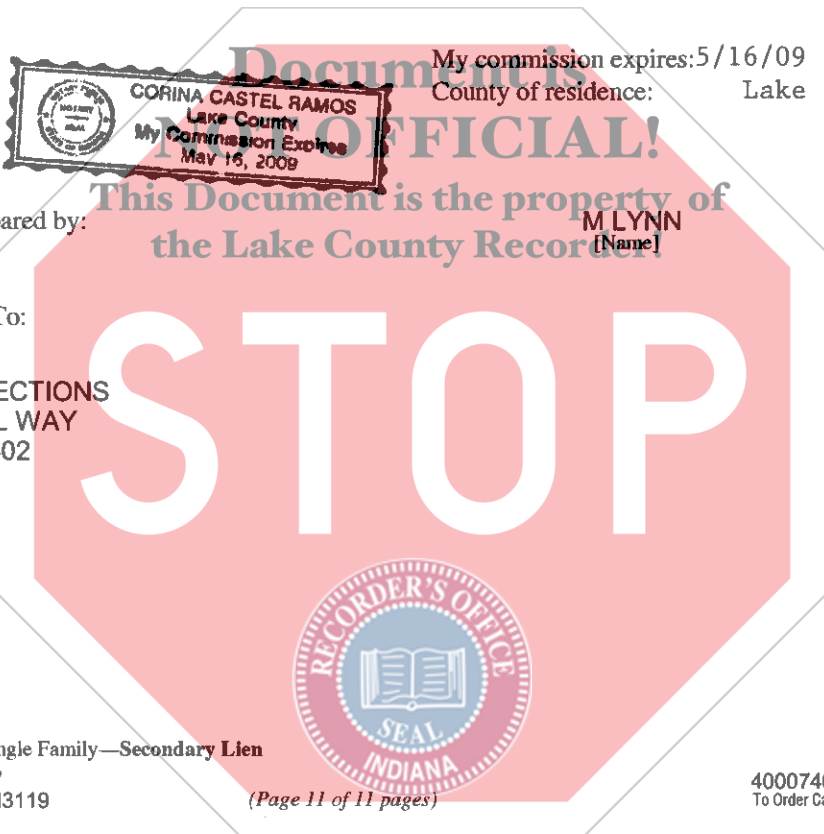 Document is
My commission expires: 5/16/09
County of residence: Lake
CORINA CASTEL RAMOS
Lake County
My Commission Expires
May 16, 2009
NOT OFFICIAL!
This Document is the property of
the Lake County Recorder!
ared by:
M LYNN
[Name]
To:
ECTIONS
L WAY
02
STOP
RECORDER'S OFFICE
SEAL
INDIANA
ngle Family—Secondary Lien
3119
(Page 11 of 11 pages)
400074
To Order Ca